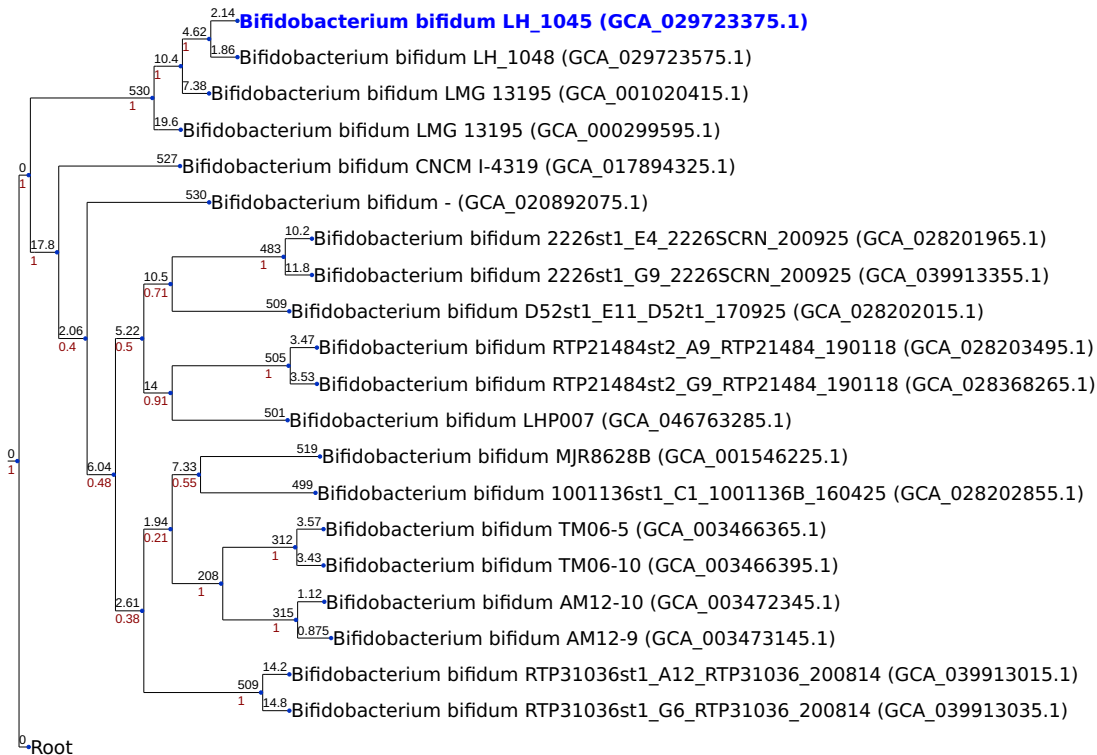 2.14 Bifidobacterium bifidum LH_1045 (GCA_029723375.1)
4.62
1
1.86 Bifidobacterium bifidum LH_1048 (GCA_029723575.1)
10.4
1
7.38 Bifidobacterium bifidum LMG 13195 (GCA_001020415.1)
530
1
19.6 Bifidobacterium bifidum LMG 13195 (GCA_000299595.1)
0
1
527 Bifidobacterium bifidum CNCM I-4319 (GCA_017894325.1)
530 Bifidobacterium bifidum - (GCA_020892075.1)
17.8
1
10.2 Bifidobacterium bifidum 2226st1_E4_2226SCRN_200925 (GCA_028201965.1)
483
1
11.8 Bifidobacterium bifidum 2226st1_G9_2226SCRN_200925 (GCA_039913355.1)
10.5
0.71
509 Bifidobacterium bifidum D52st1_E11_D52t1_170925 (GCA_028202015.1)
2.06
0.4
5.22
0.5
3.47 Bifidobacterium bifidum RTP21484st2_A9_RTP21484_190118 (GCA_028203495.1)
505
1
3.53 Bifidobacterium bifidum RTP21484st2_G9_RTP21484_190118 (GCA_028368265.1)
14
0.91
501 Bifidobacterium bifidum LHP007 (GCA_046763285.1)
0
1
519 Bifidobacterium bifidum MJR8628B (GCA_001546225.1)
6.04
0.48
7.33
0.55
499 Bifidobacterium bifidum 1001136st1_C1_1001136B_160425 (GCA_028202855.1)
1.94
0.21
3.57 Bifidobacterium bifidum TM06-5 (GCA_003466365.1)
312
1
3.43 Bifidobacterium bifidum TM06-10 (GCA_003466395.1)
208
1
1.12 Bifidobacterium bifidum AM12-10 (GCA_003472345.1)
2.61
0.38
315
1
0.875 Bifidobacterium bifidum AM12-9 (GCA_003473145.1)
14.2 Bifidobacterium bifidum RTP31036st1_A12_RTP31036_200814 (GCA_039913015.1)
509
1
14.8 Bifidobacterium bifidum RTP31036st1_G6_RTP31036_200814 (GCA_039913035.1)
0 Root